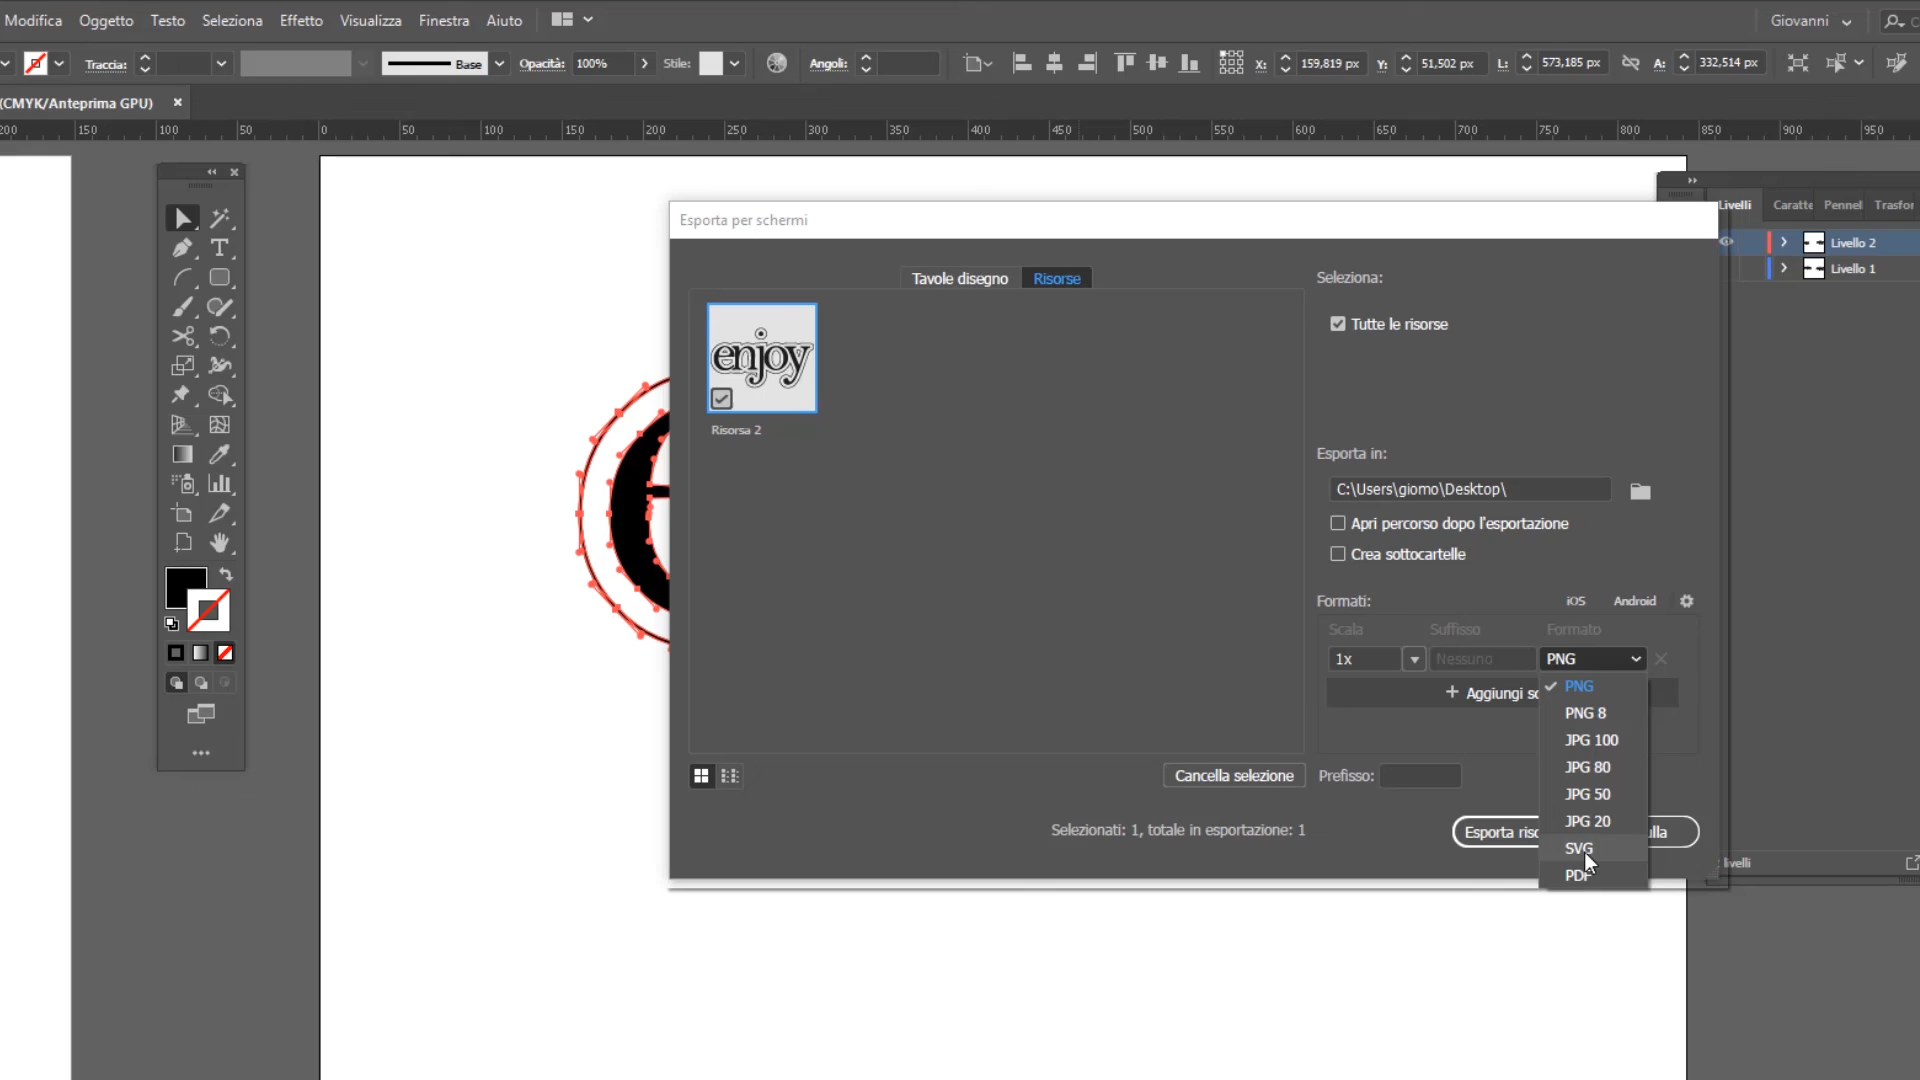 Modifica Oggetto Testo Seleziona Effetto Visualizza Finestra Aiuto Giovanni
Traccia: Base Opacità: 100% Stile: Angoli: X: 159,819 px Y: 51,502 px L: 573,185 px A: 332,514 px
(CMYK/Anteprima GPU)
200 150 100 50 0 50 100 150 200 250 300 350 400 450 500 550 600 650 700 750 800 850 900 950
Livelli Caratte Pennel Trasfor
Livello 2
Livello 1
Esporta per schermi
Tavole disegno Risorse
enjoy
Risorsa 2
Seleziona:
Tutte le risorse
Esporta in:
C:\Users\giomo\Desktop\
Apri percorso dopo l'esportazione
Crea sottocartelle
Formati: iOS Android
Scala Suffisso Formato
1x Nessuno PNG
+ Aggiungi sc
PNG
PNG 8
JPG 100
JPG 80
JPG 50
JPG 20
SVG
PDF
Cancella selezione Prefisso:
Selezionati: 1, totale in esportazione: 1
Esporta riso lla
livelli